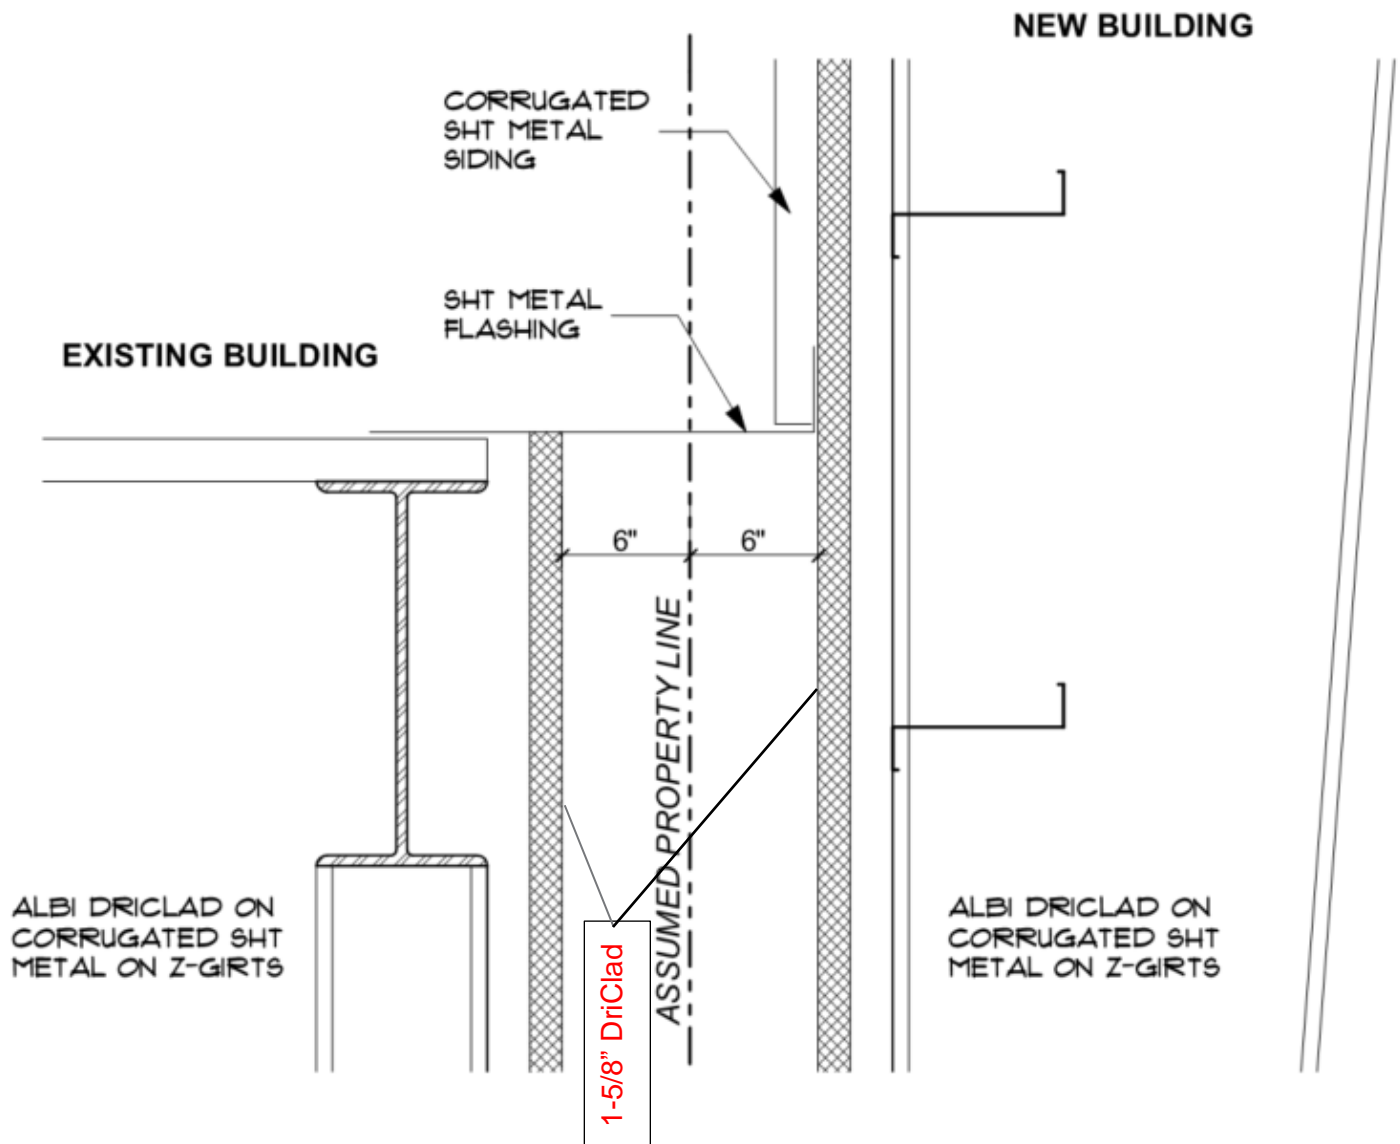 NEW BUILDING
CORRUGATED
SHT METAL
SIDING
SHT METAL
FLASHING
EXISTING BUILDING
6"
6"
ASSUMED PROPERTY LINE
ALBI DRICLAD ON
CORRUGATED SHT
METAL ON Z-GIRTS
1-5/8” DriClad
ALBI DRICLAD ON
CORRUGATED SHT
METAL ON Z-GIRTS